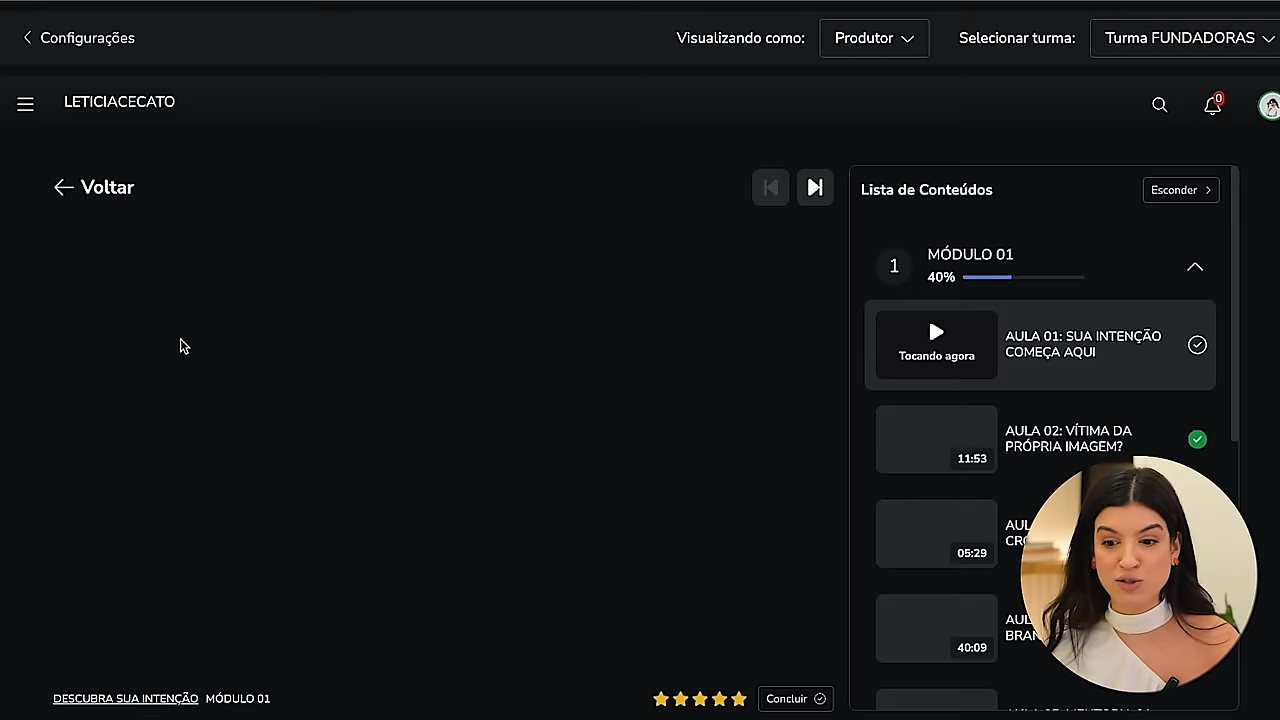 Configurações
Visualizando como:
Produtor
Selecionar turma:
Turma FUNDADORAS
LETICIACECATO
0
Voltar
Lista de Conteúdos
Esconder
1
MÓDULO 01
40%
Tocando agora
AULA 01: SUA INTENÇÃO
COMEÇA AQUI
11:53
AULA 02: VÍTIMA DA
PRÓPRIA IMAGEM?
05:29
40:09
DESCUBRA SUA INTENÇÃO MÓDULO 01
Concluir